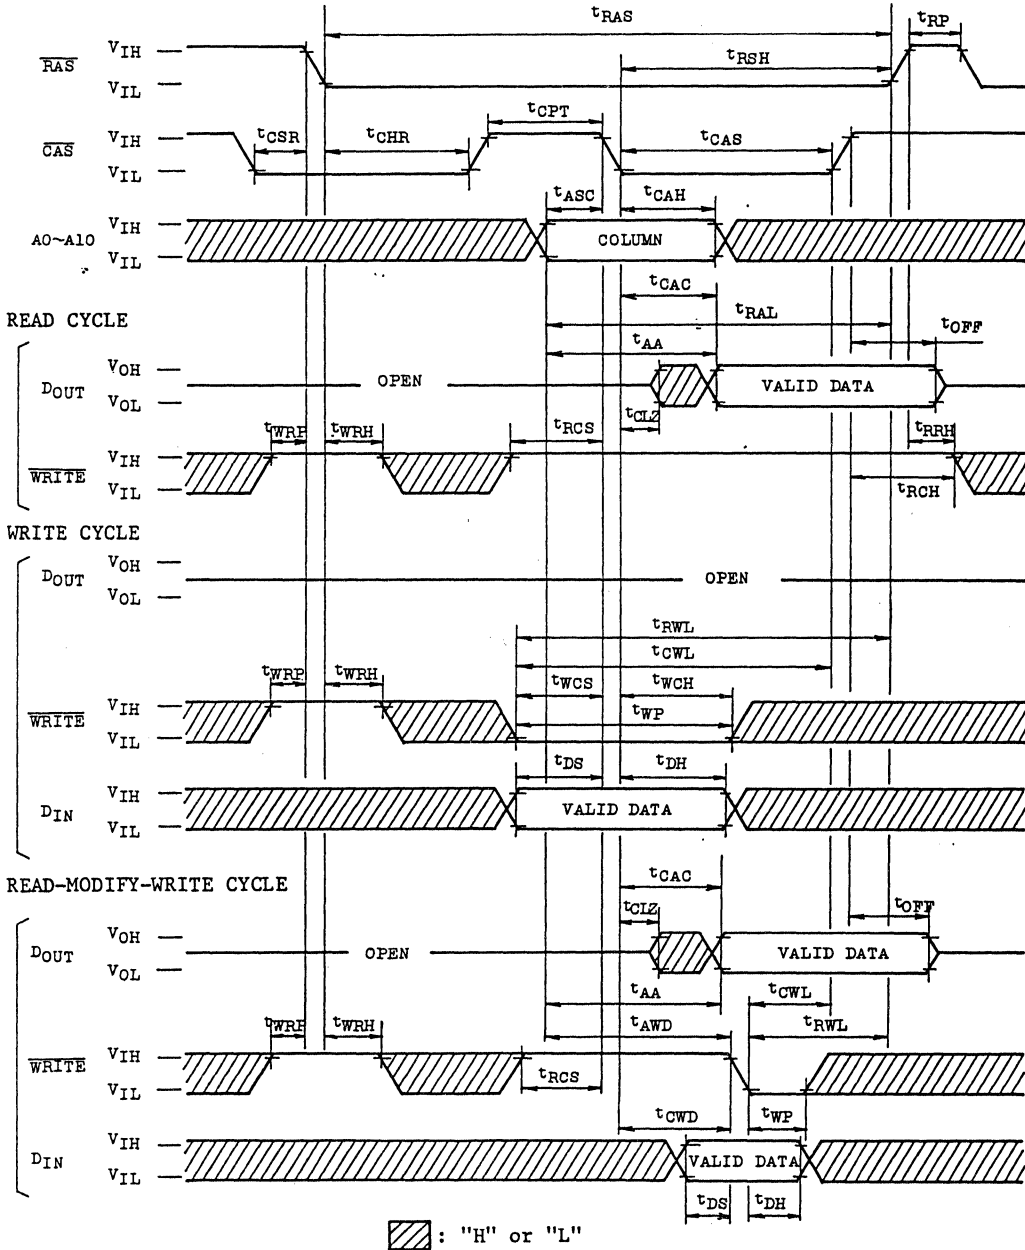 tRAS
tRP
RAS VIH
VIL
tRSH
tCPT
CAS VIH
VIL
tCSR
tCHR
tCAS
tASC
tCAH
A0~A10 VIH
VIL
COLUMN
tCAC
READ CYCLE
tRAL
tOFF
tAA
DOUT VOH
VOL
OPEN
VALID DATA
tCLZ
tWRP
tWRH
tRCS
tRRH
WRITE VIH
VIL
tRCH
WRITE CYCLE
DOUT VOH
VOL
OPEN
tRWL
tCWL
tWRP
tWRH
tWCS
tWCH
WRITE VIH
VIL
tWP
tDS
tDH
DIN VIH
VIL
VALID DATA
READ-MODIFY-WRITE CYCLE
tCAC
tCLZ
tOFF
DOUT VOH
VOL
OPEN
VALID DATA
tAA
tCWL
tWRP
tWRH
tAWD
tRWL
WRITE VIH
VIL
tRCS
tCWD
tWP
DIN VIH
VIL
VALID DATA
tDS
tDH
: "H" or "L"